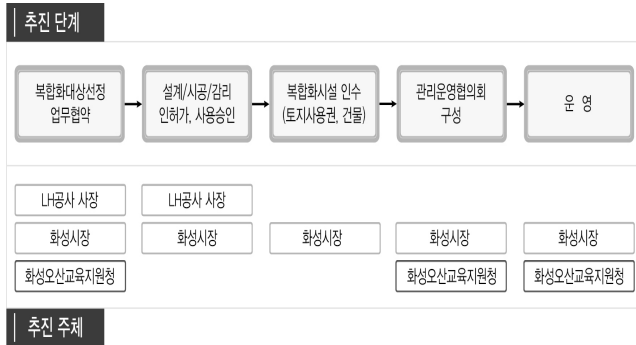 추진 단계
복합화대상선정
업무협약
설계/시공/감리
인허가, 사용승인
복합화시설 인수
(토지사용권, 건물)
관리운영협의회
구성
운 영
LH공사 사장
LH공사 사장
화성시장
화성시장
화성시장
화성시장
화성시장
화성오산교육지원청
화성오산교육지원청
화성오산교육지원청
추진 주체